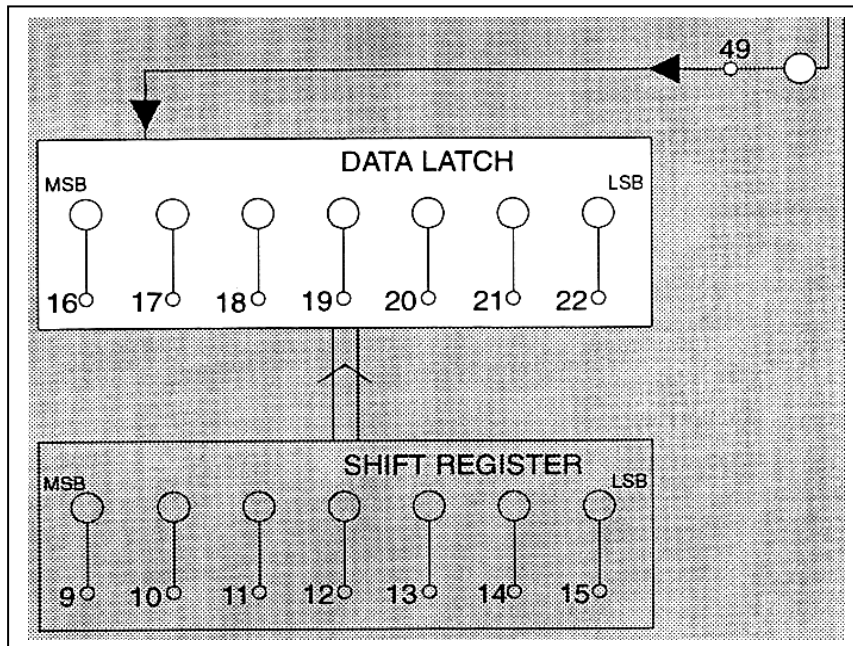 49
DATA LATCH
MSB LSB
16 17 18 19 20 21 22
SHIFT REGISTER
MSB LSB
9 10 11 12 13 14 15